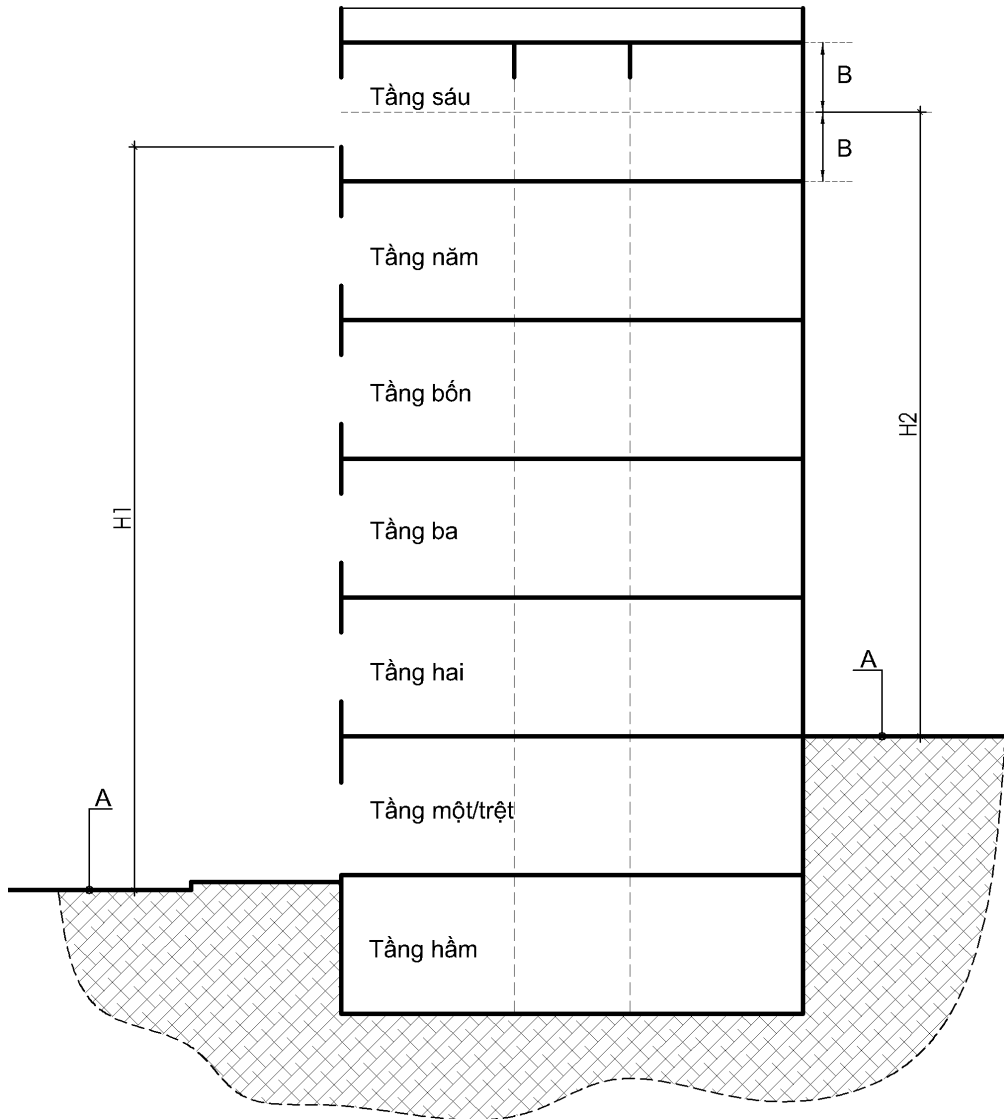 B
Tầng sáu
B
Tầng năm
Tầng bốn
H2
H1
Tầng ba
A
Tầng hai
A
Tầng một/trệt
Tầng hầm